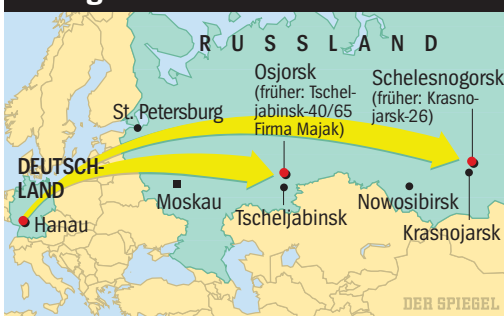 RUSSLAND
Osjorsk
(früher: Tschel-
jabinsk-40/65
Firma Majak)
Schelesnogorsk
(früher: Krasno-
jarsk-26)
St. Petersburg
DEUTSCH-
LAND
Hanau
Moskau
Tscheljabinsk
Nowosibirsk
Krasnojarsk
DER SPIEGEL